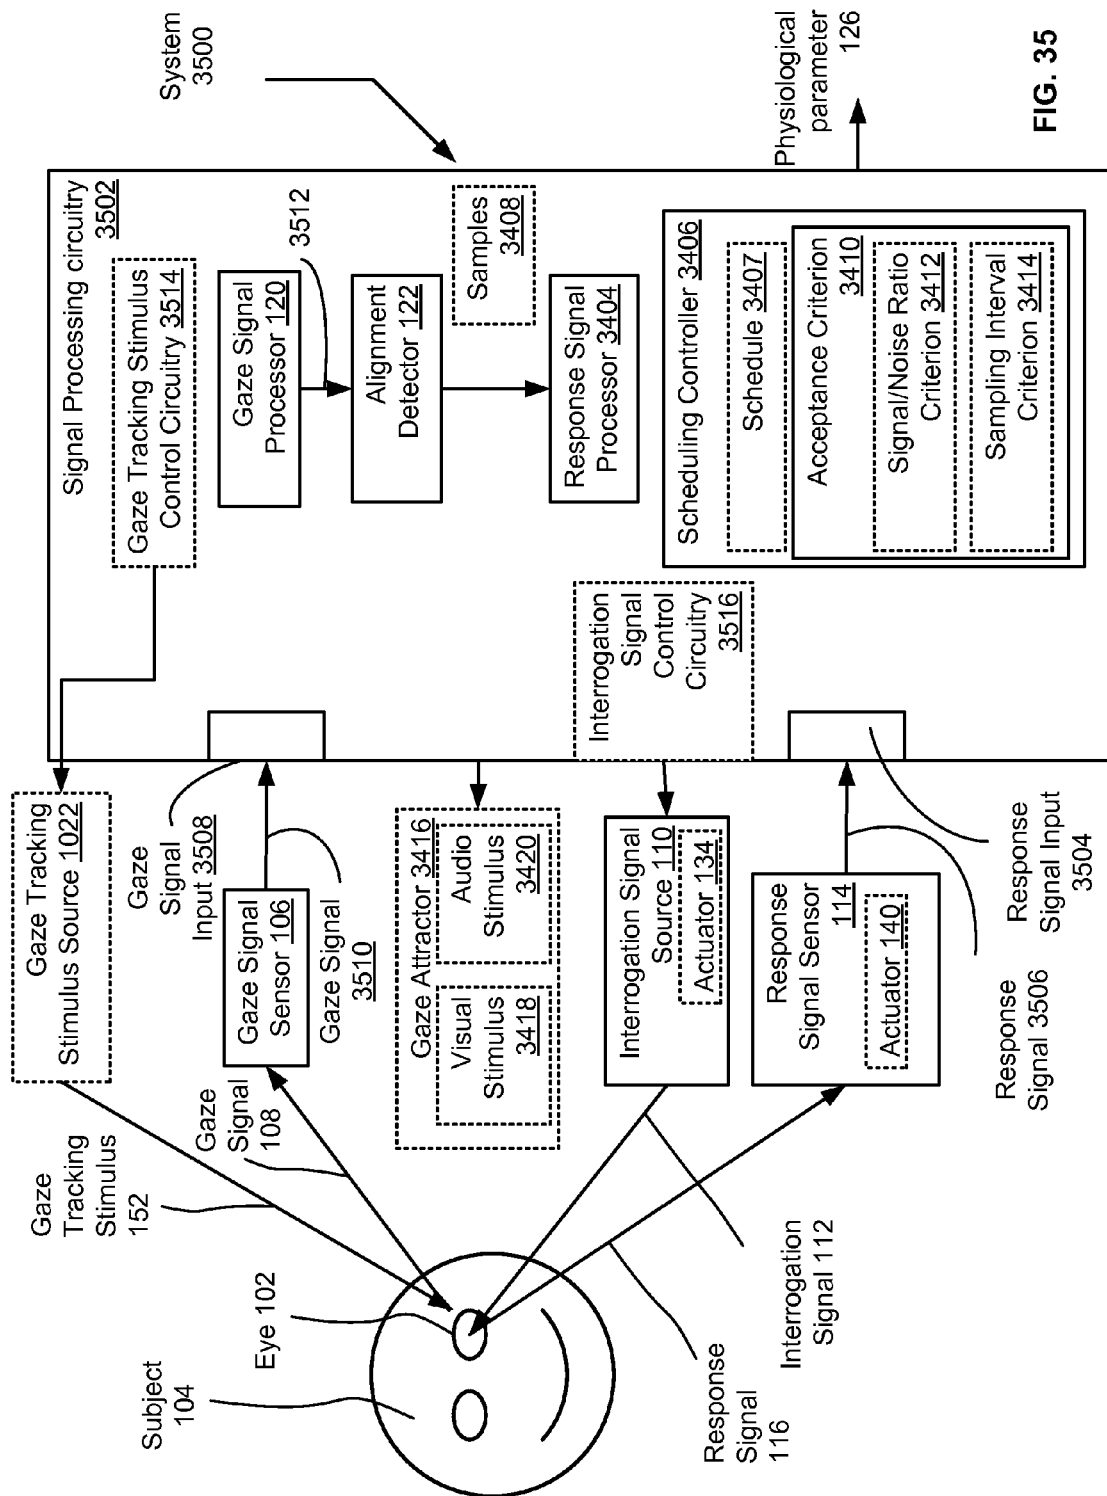 System
3500
Signal Processing circuitry
3502
Gaze Tracking Stimulus
Control Circuitry 3514
Gaze Signal
Processor 120
3512
Alignment
Detector 122
Samples
3408
Response Signal
Processor 3404
Scheduling Controller 3406
Schedule 3407
Acceptance Criterion
3410
Signal/Noise Ratio
Criterion 3412
Sampling Interval
Criterion 3414
Physiological
parameter
126
Interrogation
Signal
Control
Circuitry
3516
Gaze Tracking
Stimulus Source 1022
Gaze
Signal
Input 3508
Gaze Signal
Sensor 106
Gaze Signal
3510
Gaze Attractor 3416
Visual
Stimulus
3418
Audio
Stimulus
3420
Interrogation Signal
Source 110
Actuator 134
Response
Signal Sensor
114
Actuator 140
Response
Signal Input
3504
Response
Signal 3506
Gaze
Tracking
Stimulus
152
Gaze
Signal
108
Eye 102
Subject
104
Response
Signal
116
Interrogation
Signal 112
FIG. 35